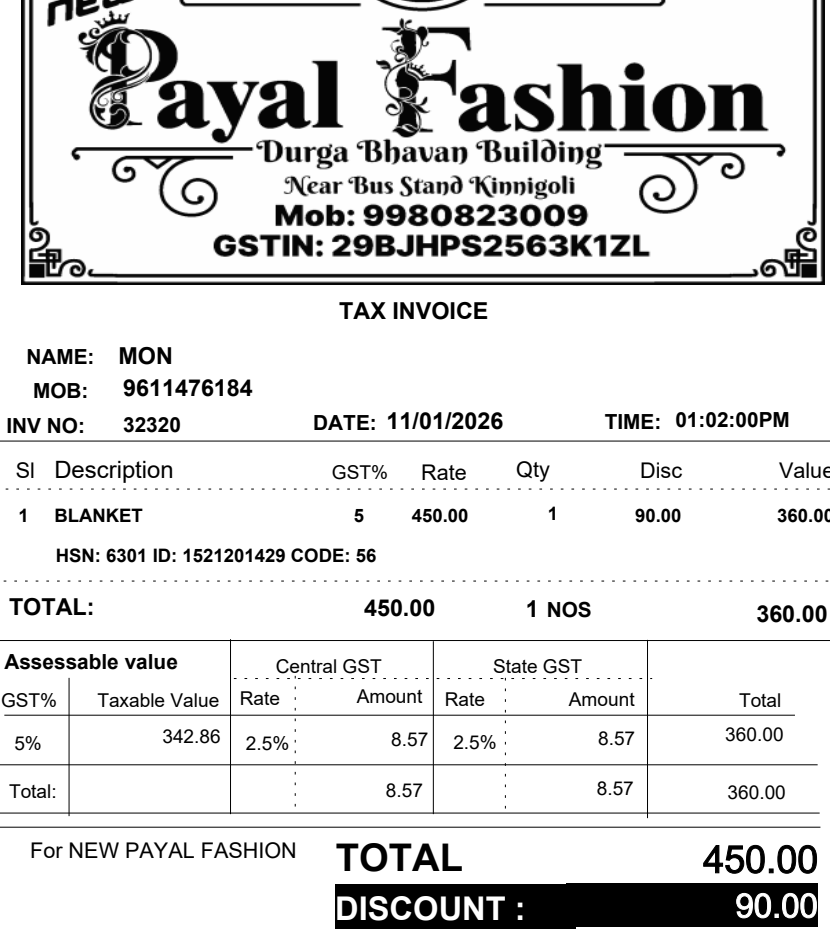 new
Payal Fashion
Durga Bhavan Building
Near Bus Stand Kinnigoli
Mob: 9980823009
GSTIN: 29BJHPS2563K1ZL
TAX INVOICE
NAME: MON
MOB: 9611476184
INV NO: 32320 DATE: 11/01/2026 TIME: 01:02:00PM
Sl Description GST% Rate Qty Disc Value
1 BLANKET 5 450.00 1 90.00 360.00
HSN: 6301 ID: 1521201429 CODE: 56
TOTAL: 450.00 1 NOS 360.00
Assessable value Central GST State GST
GST% Taxable Value Rate Amount Rate Amount Total
5% 342.86 2.5% 8.57 2.5% 8.57 360.00
Total: 8.57 8.57 360.00
For NEW PAYAL FASHION TOTAL 450.00
DISCOUNT : 90.00